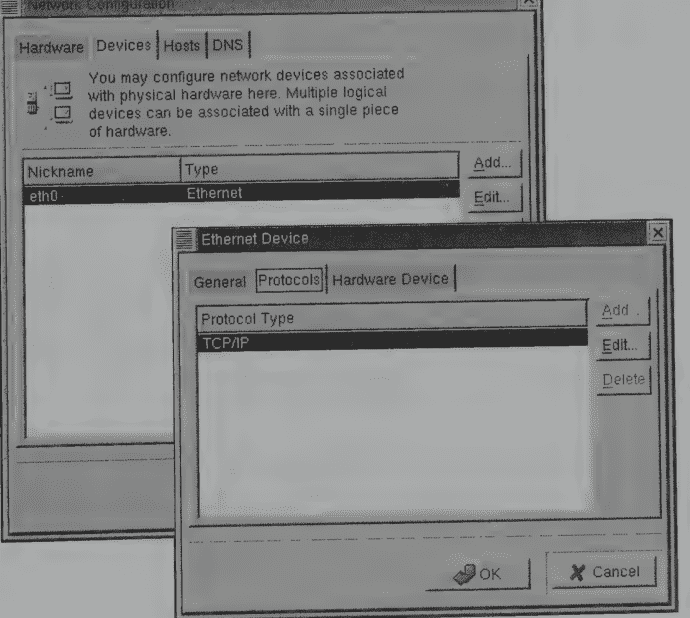 Network Configuration
Hardware Devices Hosts DNS
You may configure network devices associated
with physical hardware here. Multiple logical
devices can be associated with a single piece
of hardware.
Nickname Type
eth0 Ethernet
Add...
Edit...
Ethernet Device
General Protocols Hardware Device
Protocol Type
TCP/IP
Add
Edit...
Delete
OK Cancel